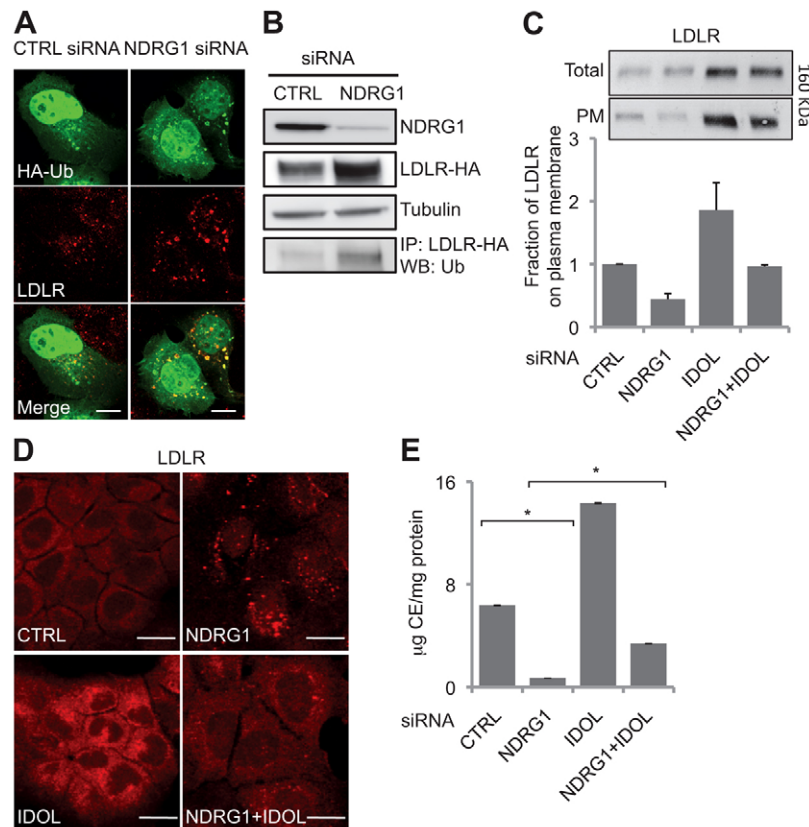 A
CTRL siRNA NDRG1 siRNA
HA-Ub
LDLR
Merge
B
siRNA
CTRL NDRG1
NDRG1
LDLR-HA
Tubulin
IP: LDLR-HA
WB: Ub
C
LDLR
Total
PM
160 KDa
Fraction of LDLR
on plasma membrane
3
2
1
0
siRNA
CTRL
NDRG1
IDOL
NDRG1+IDOL
D
LDLR
CTRL
NDRG1
IDOL
NDRG1+IDOL
E
µg CE/mg protein
16
8
0
*
*
siRNA
CTRL
NDRG1
IDOL
NDRG1+IDOL